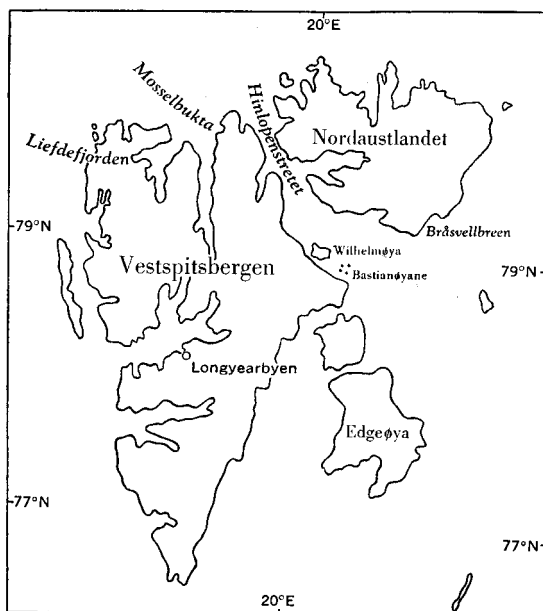 20°E
Mosselbukta
Hinlopenstretet
Liefdefjorden
Nordaustlandet
79°N
Bråsvellbreen
Wilhelmøya
Vestspitsbergen
79°N
Bastianøyane
Longyearbyen
Edgeøya
77°N
77°N
20°E